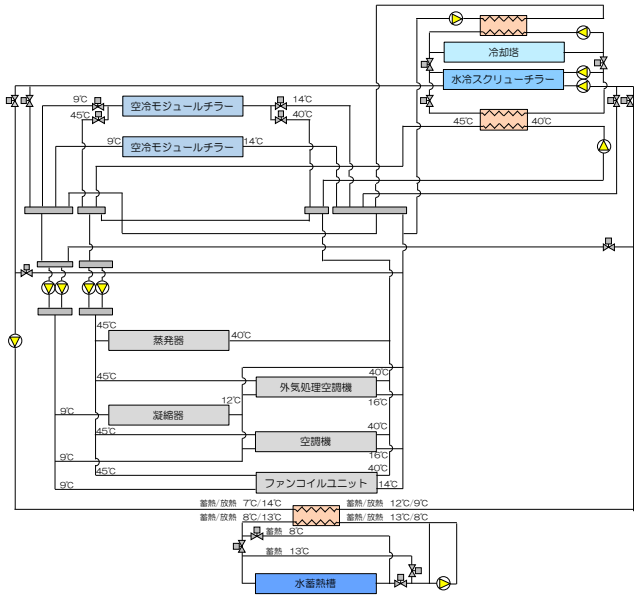 冷却塔
水冷スクリューチラー
9℃ 空冷モジュールチラー 14℃
45℃ 40℃
45℃ 40℃
9℃ 空冷モジュールチラー 14℃
45℃ 蒸発器 40℃
45℃ 外気処理空調機 40℃
12℃ 16℃
9℃ 凝縮器
45℃ 空調機 40℃
9℃ 16℃
45℃ ファンコイルユニット 40℃
9℃ 14℃
蓄熱/放熱 7℃/14℃ 蓄熱/放熱 12℃/9℃
蓄熱/放熱 8℃/13℃ 蓄熱/放熱 13℃/8℃
蓄熱 8℃
蓄熱 13℃
水蓄熱槽